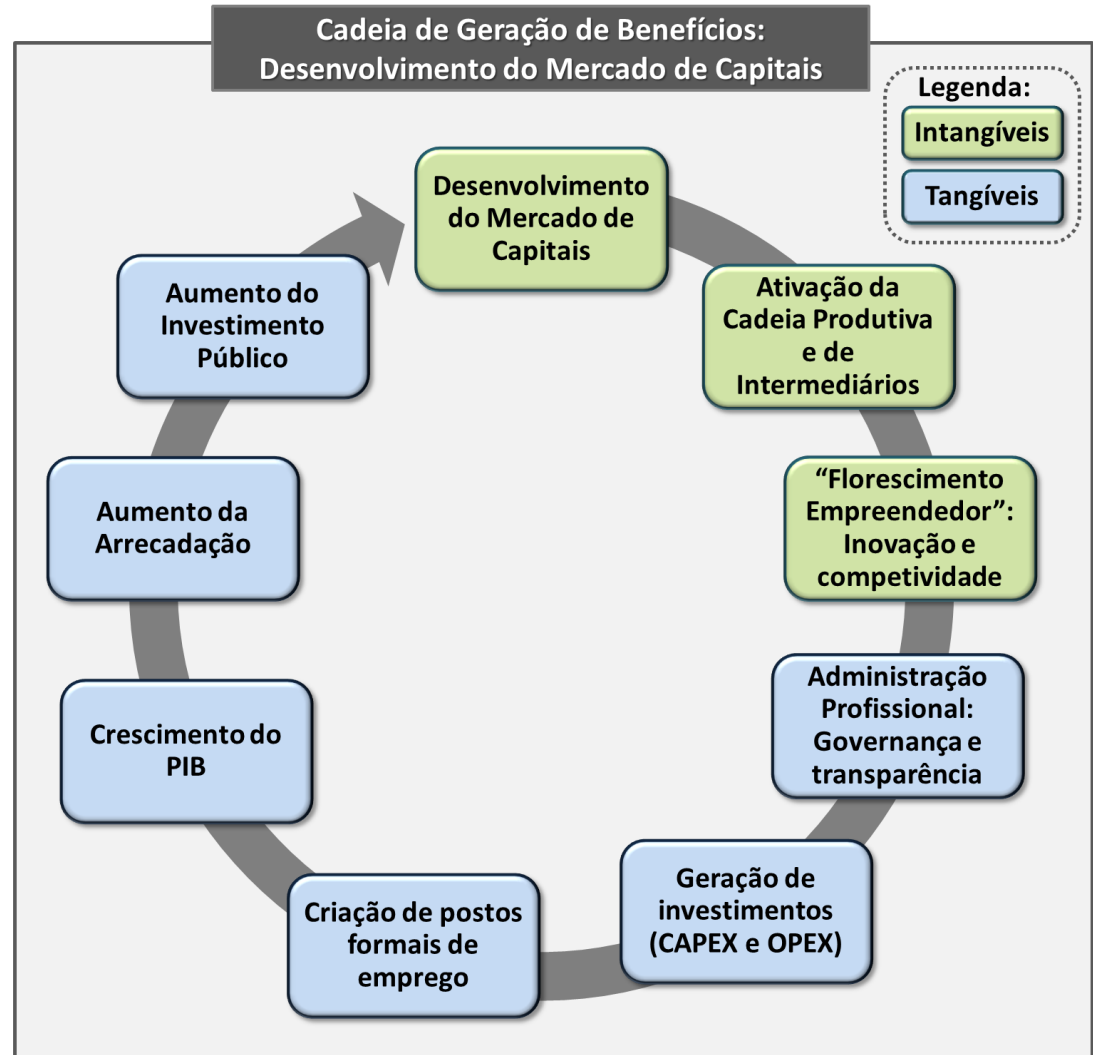 Cadeia de Geração de Benefícios:
Desenvolvimento do Mercado de Capitais
Legenda:
Intangíveis
Tangíveis
Desenvolvimento
do Mercado de
Capitais
Ativação da
Cadeia Produtiva
e de
Intermediários
“Florescimento
Empreendedor”:
Inovação e
competividade
Administração
Profissional:
Governança e
transparência
Geração de
investimentos
(CAPEX e OPEX)
Criação de postos
formais de
emprego
Crescimento do
PIB
Aumento da
Arrecadação
Aumento do
Investimento
Público